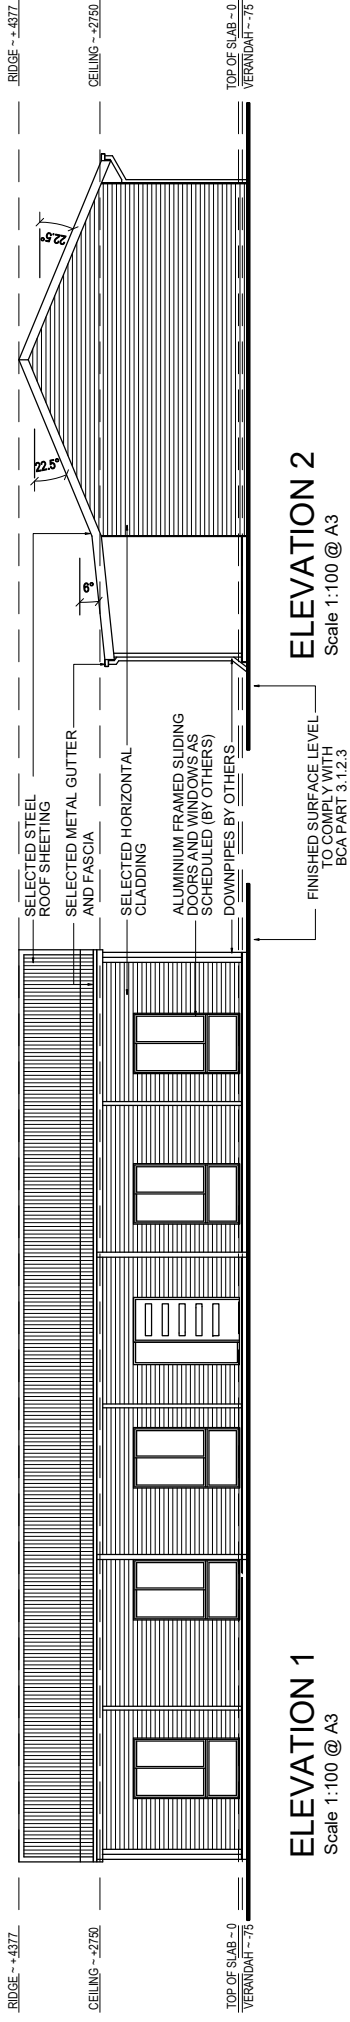 RIDGE ~ +4377
CEILING ~ +2750
TOP OF SLAB ~ 0
VERANDAH ~ -75
ELEVATION 1
Scale 1:100 @ A3
SELECTED STEEL
ROOF SHEETING
SELECTED METAL GUTTER
AND FASCIA
SELECTED HORIZONTAL
CLADDING
ALUMINIUM FRAMED SLIDING
DOORS AND WINDOWS AS
SCHEDULED (BY OTHERS)
DOWNPIPES BY OTHERS
FINISHED SURFACE LEVEL
TO COMPLY WITH
BCA PART 3.1.2.3
6°
22.5°
22.5°
ELEVATION 2
Scale 1:100 @ A3
RIDGE ~ +4377
CEILING ~ +2750
TOP OF SLAB ~ 0
VERANDAH ~ -75